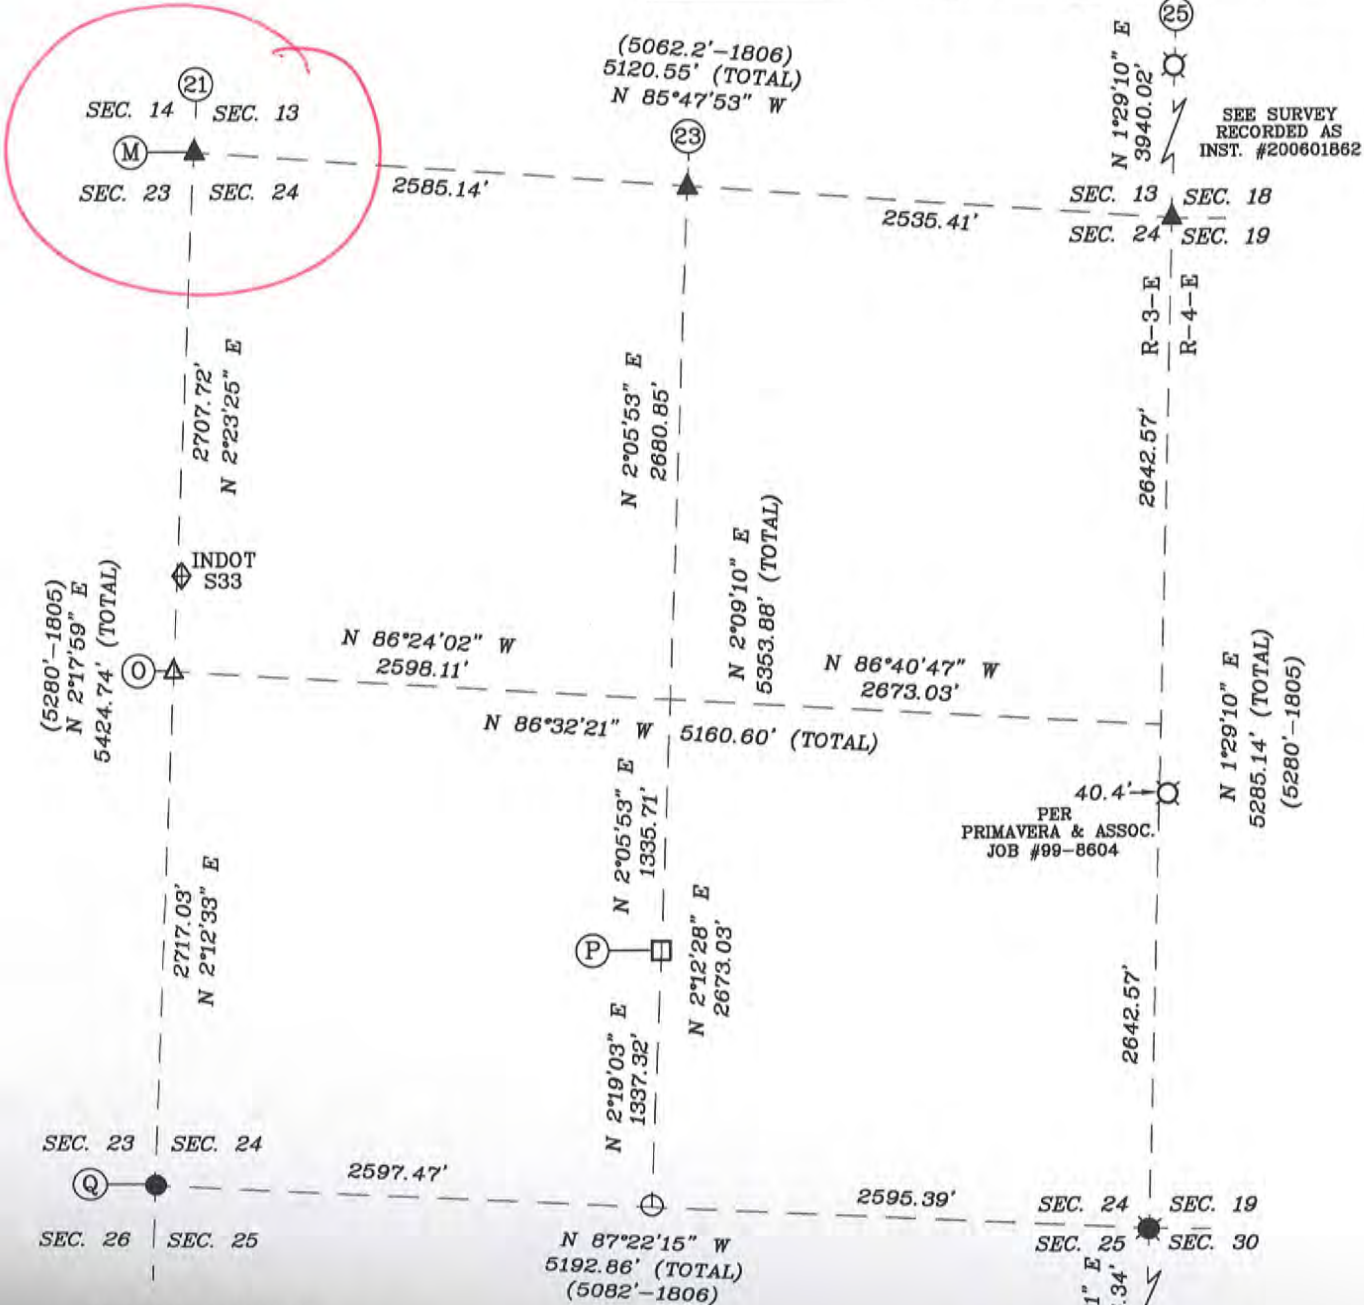 25
N 1°29'10" E
3940.02'
(5062.2'-1806)
5120.55' (TOTAL)
N 85°47'53" W
21
SEC. 14 SEC. 13
M
SEC. 23 SEC. 24
23
SEE SURVEY
RECORDED AS
INST. #200601862
2585.14'
2535.41'
SEC. 13 SEC. 18
SEC. 24 SEC. 19
R-3-E
R-4-E
2707.72'
N 2°23'25" E
N 2°05'53" E
2680.85'
2642.57'
INDOT
S33
(5280'-1805)
N 2°17'59" E
5424.74' (TOTAL)
O
N 86°24'02" W
2598.11'
N 2°09'10" E
5353.88' (TOTAL)
N 86°40'47" W
2673.03'
N 86°32'21" W 5160.60' (TOTAL)
N 1°29'10" E
5285.14' (TOTAL)
(5280'-1805)
40.4'
PER
PRIMAVERA & ASSOC.
JOB #99-8604
N 2°05'53" E
1335.71'
2717.03'
N 2°12'33" E
P
N 2°12'28" E
2673.03'
N 2°19'03" E
1337.32'
2642.57'
SEC. 23 SEC. 24
Q
SEC. 26 SEC. 25
2597.47'
2595.39'
SEC. 24 SEC. 19
SEC. 25 SEC. 30
N 87°22'15" W
5192.86' (TOTAL)
(5082'-1806)
1" E
.34'